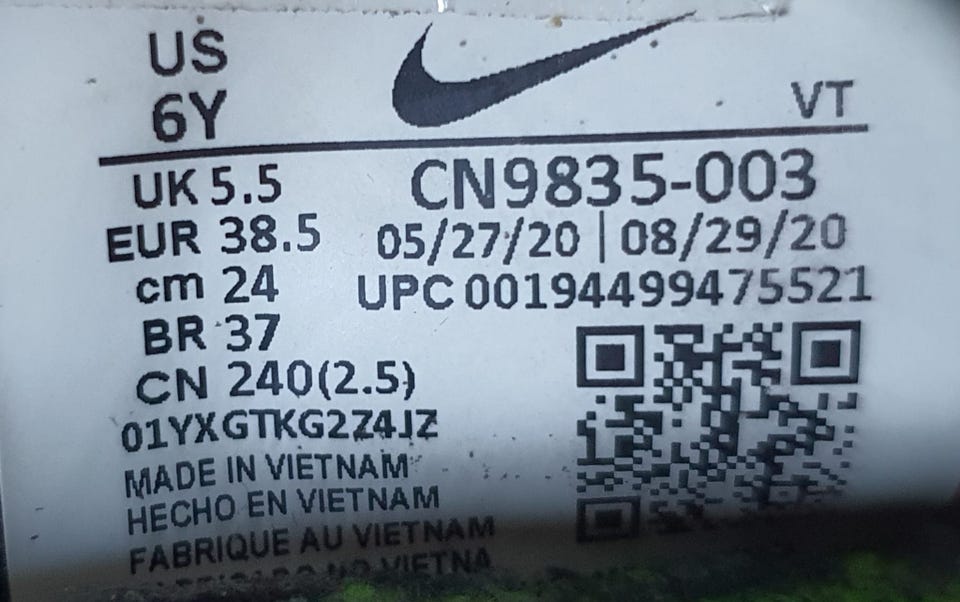 US
6Y
VT
UK 5.5
CN9835-003
EUR 38.5
05/27/20 | 08/29/20
cm 24
UPC 00194499475521
BR 37
CN 240(2.5)
01YXGTKG2Z4JZ
MADE IN VIETNAM
HECHO EN VIETNAM
FABRIQUE AU VIETNAM